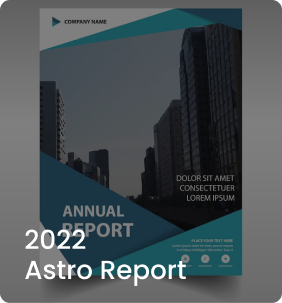 COMPANY NAME
DOLOR SIT AMET
CONSECTETUER
LOREM IPSUM
ANNUAL
REPORT
PLACE YOUR TEXT HERE
2022
Astro Report